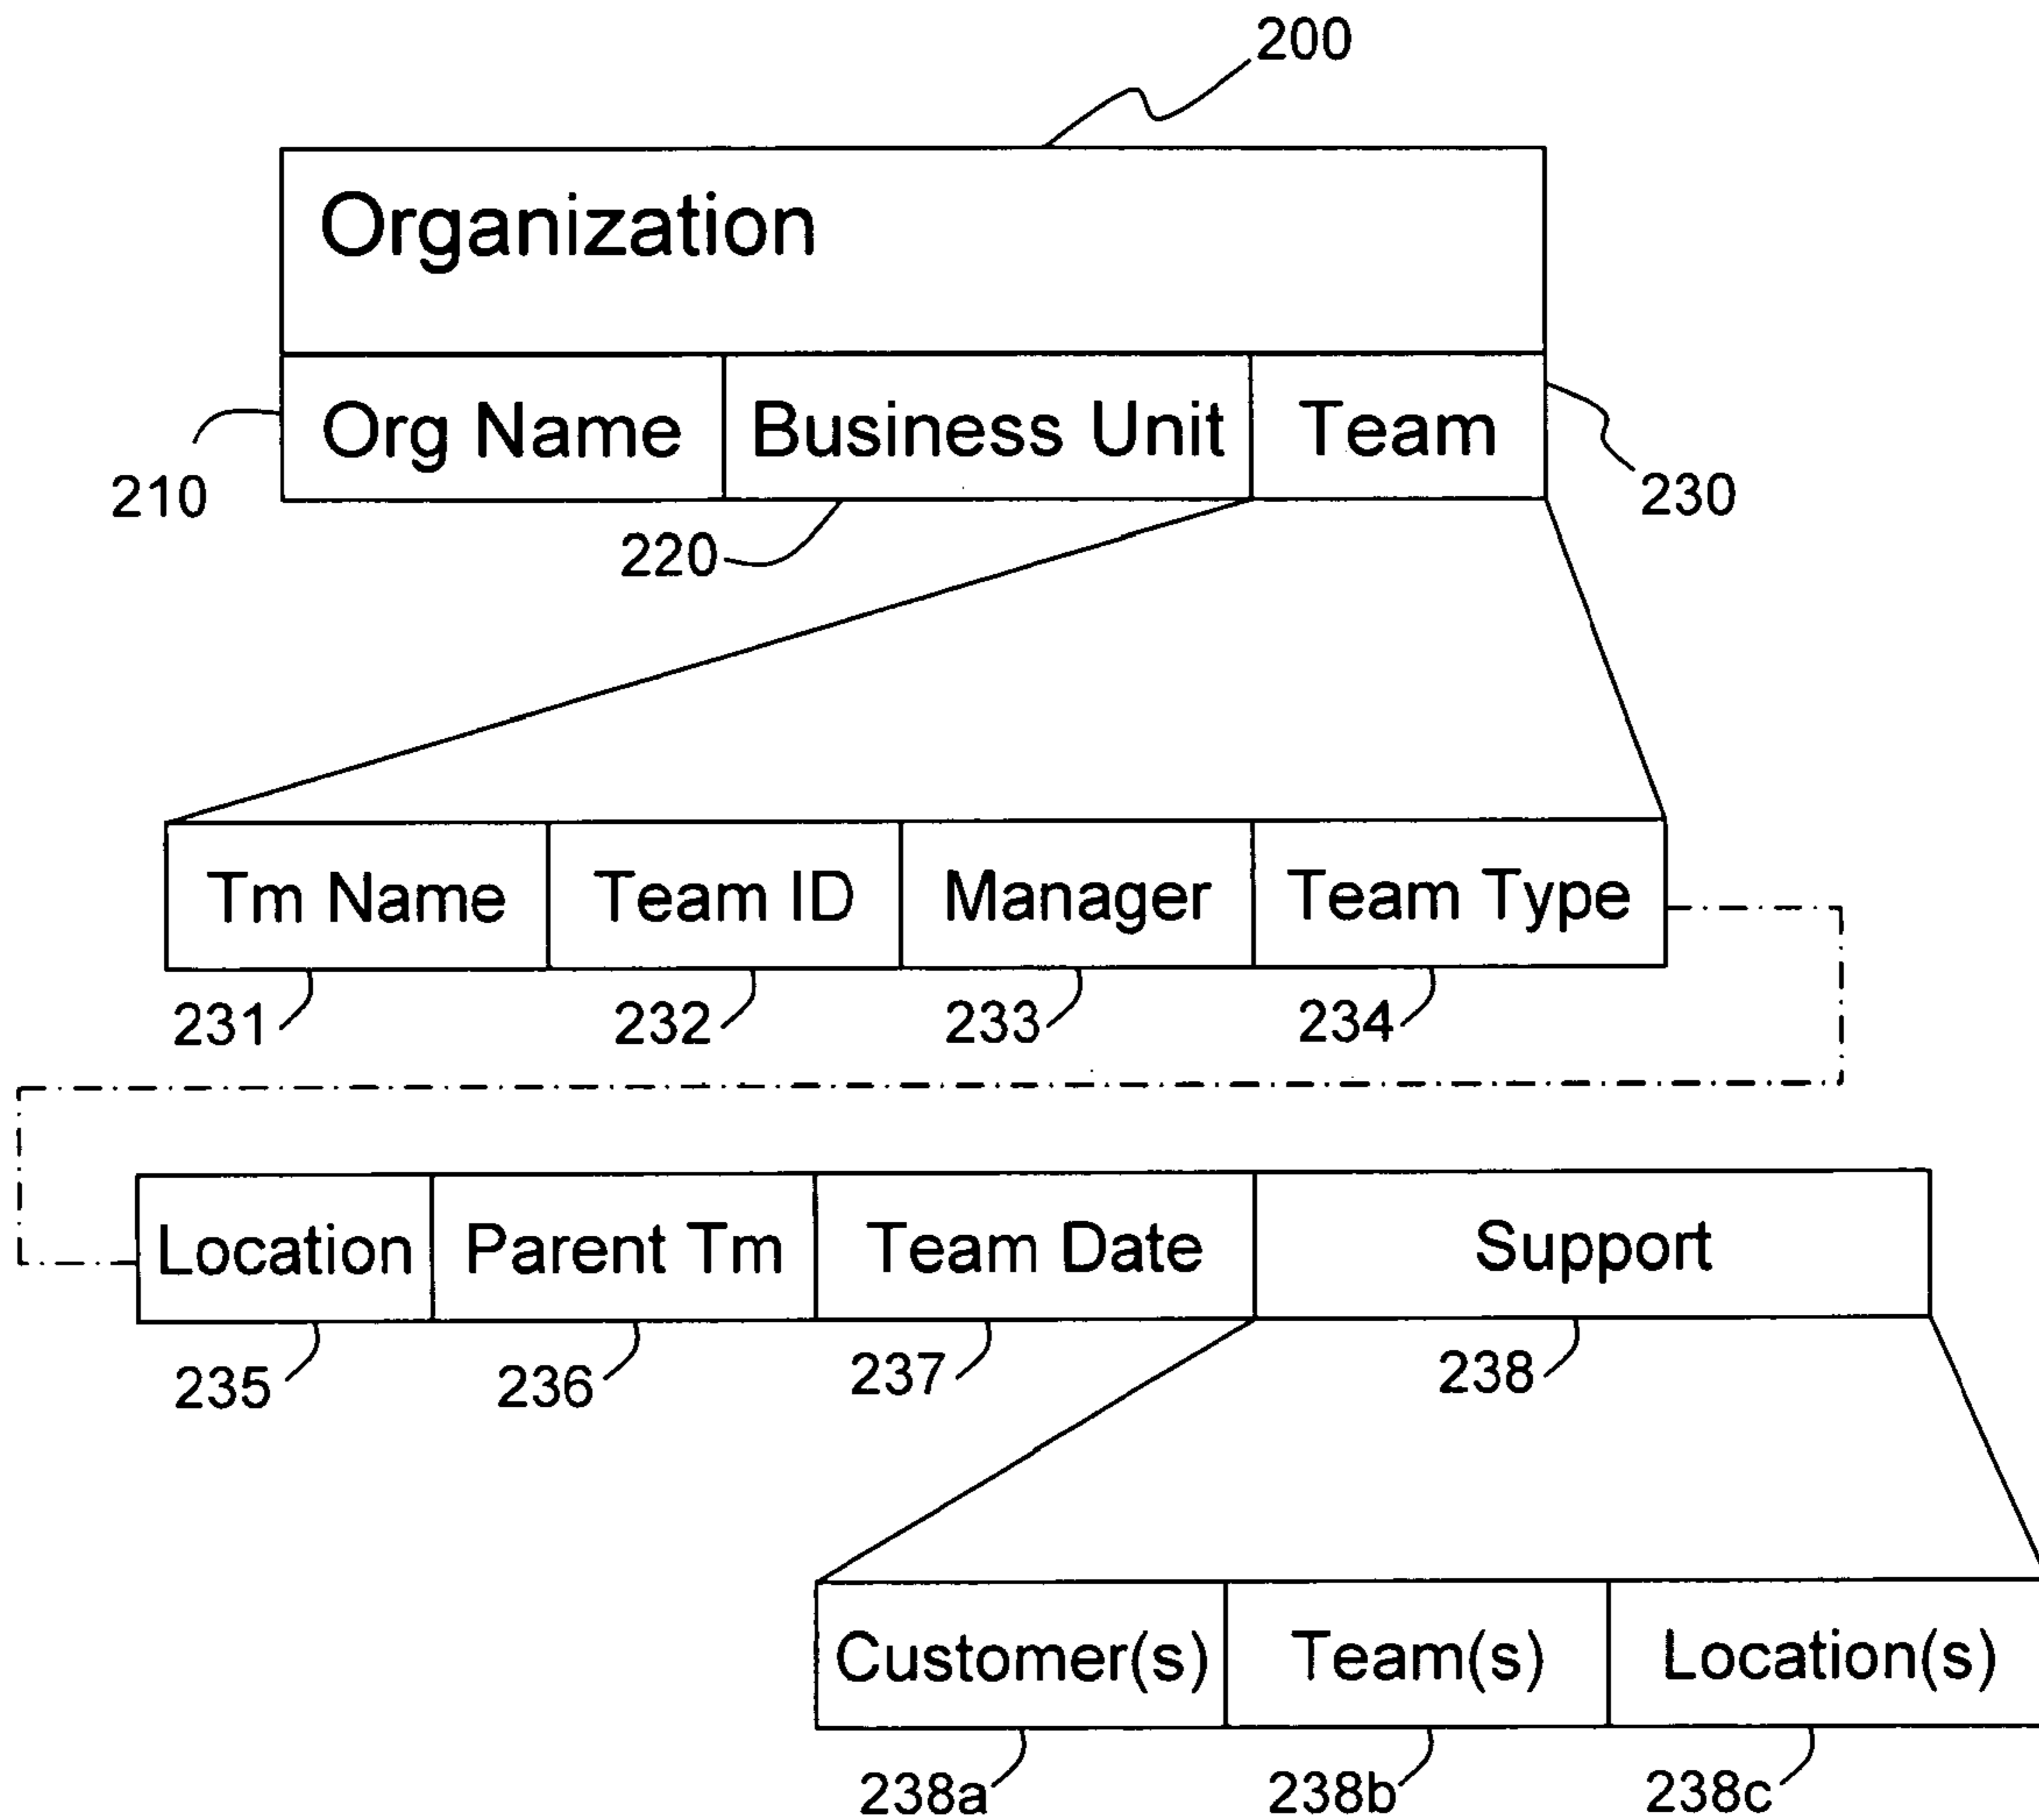 200
Organization
Org Name Business Unit Team
210
230
220
Tm Name Team ID Manager Team Type
231 232 233 234
Location Parent Tm Team Date Support
235 236 237 238
Customer(s) Team(s) Location(s)
238a 238b 238c